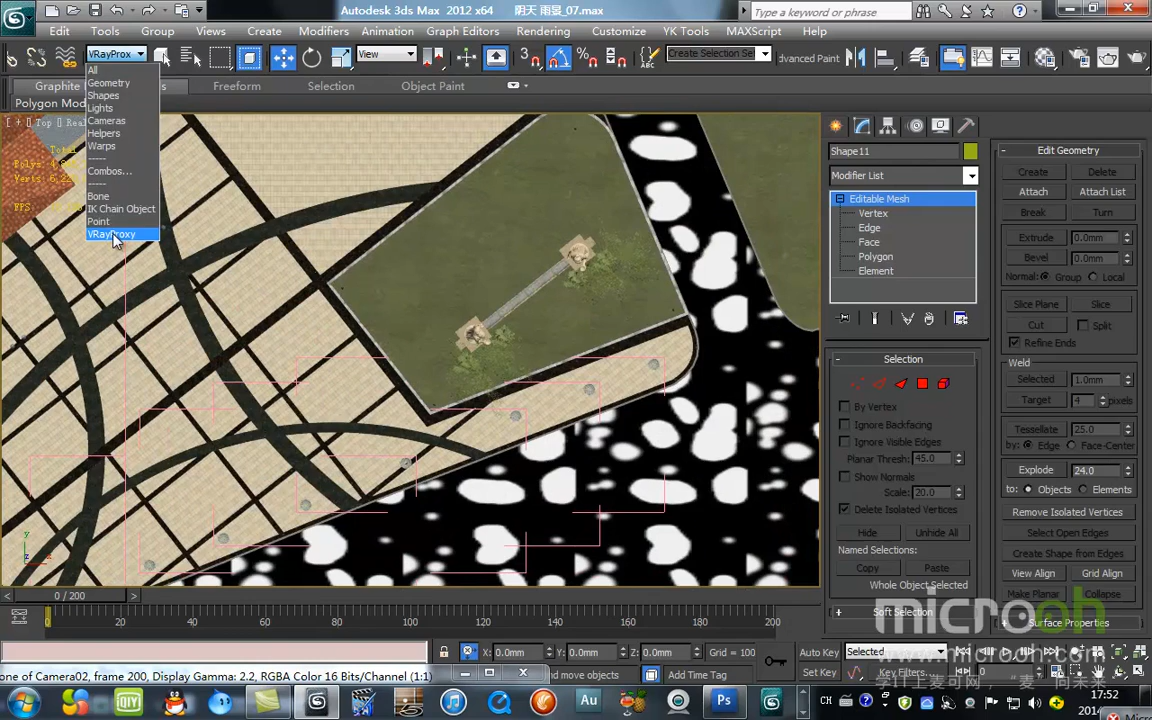 Autodesk 3ds Max 2012 x64 阴天 雨景_07.max
Type a keyword or phrase
Edit Tools Group Views Create Modifiers Animation Graph Editors Rendering Customize YK Tools MAXScript Help
VRayProx
View
Create Selection Se
Graphite
Freeform
Selection
Object Paint
Polygon Mod
All
Geometry
Shapes
Lights
Cameras
Helpers
Warps
-----
Combos...
-----
Bone
IK Chain Object
Point
VRayProxy
[ + ] [ Top ] [ Rea
Total
Polys
Verts
FPS
Shape11
Modifier List
Editable Mesh
Vertex
Edge
Face
Polygon
Element
Selection
By Vertex
Ignore Backfacing
Ignore Visible Edges
Planar Thresh: 45.0
Show Normals
Scale: 20.0
Delete Isolated Vertices
Hide
Unhide All
Named Selections:
Copy
Paste
Whole Object Selected
Soft Selection
Edit Geometry
Create
Delete
Attach
Attach List
Break
Turn
Extrude 0.0mm
Bevel 0.0mm
Normal: Group Local
Slice Plane
Slice
Cut
Split
Refine Ends
Weld
Selected 1.0mm
Target 4 pixels
Tessellate 25.0
by: Edge Face-Center
Explode 24.0
to: Objects Elements
Remove Isolated Vertices
Select Open Edges
Create Shape from Edges
View Align
Grid Align
Make Planar
Collapse
Surface Properties
microoh
www.microoh.com
0 / 200
0 20 40 60 80 100 120 140 160 180 200
X: 0.0mm
Y: 0.0mm
Z: 0.0mm
Grid = 100
Auto Key
Selected
Set Key
Key Filters...
one of Camera02, frame 200, Display Gamma: 2.2, RGBA Color 16 Bits/Channel (1:1)
nd move objects
Add Time Tag
CH
17:52
2014